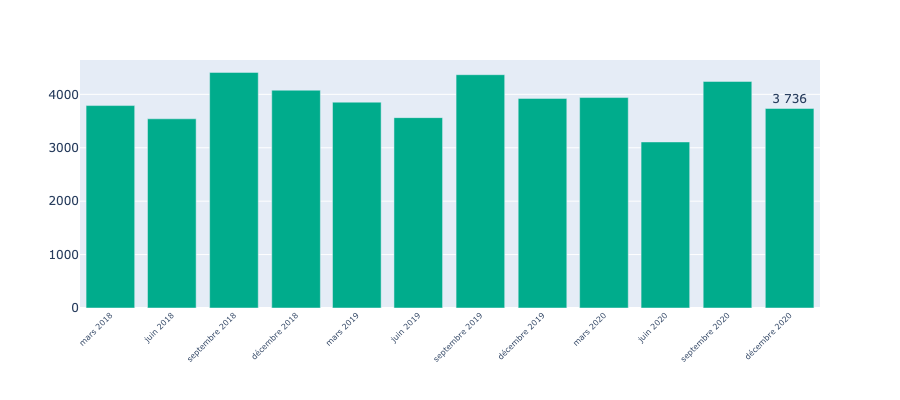 4000
3000
2000
1000
0
3 736
mars 2018
juin 2018
septembre 2018
décembre 2018
mars 2019
juin 2019
septembre 2019
décembre 2019
mars 2020
juin 2020
septembre 2020
décembre 2020